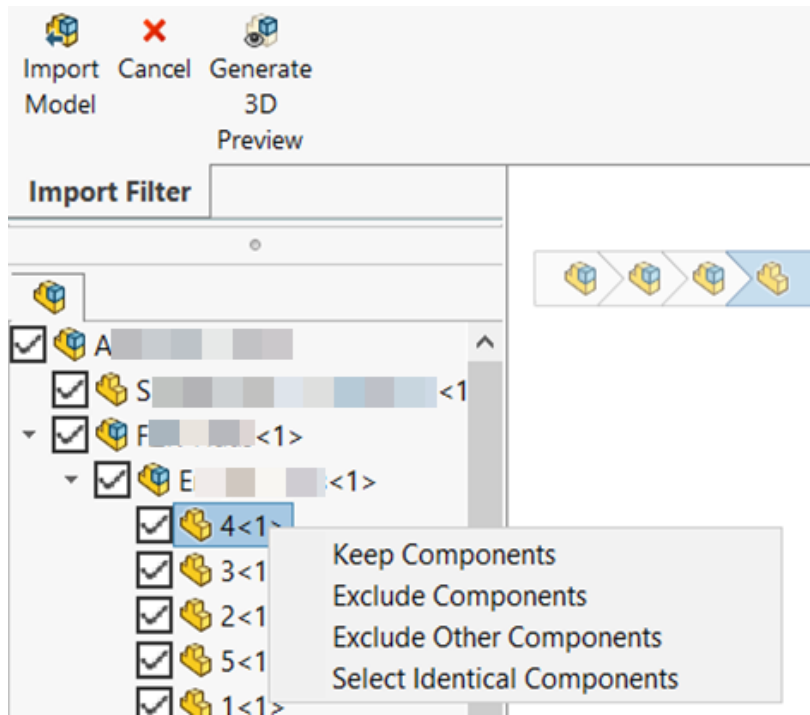 Import Model
Cancel
Generate 3D Preview
Import Filter
A
S <1
F <1>
E <1>
4<1>
Keep Components
3<1
Exclude Components
2<1
Exclude Other Components
5<1
Select Identical Components
1<1>